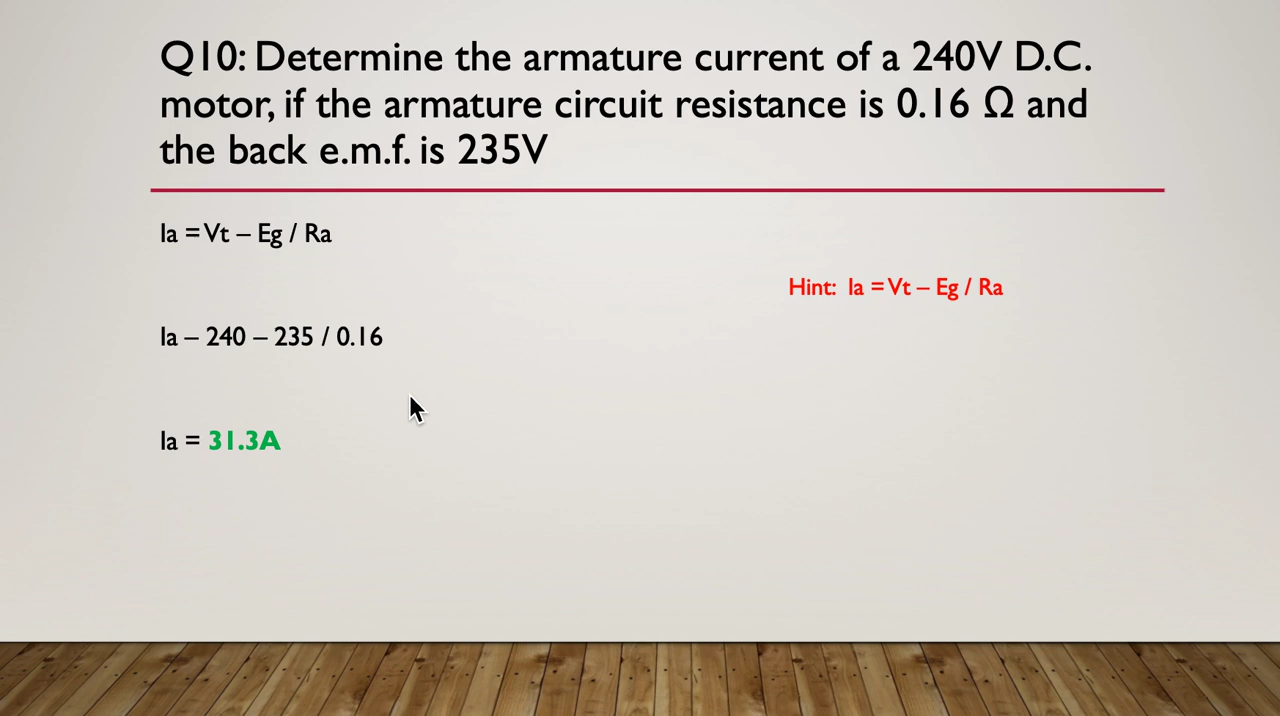 Q10: Determine the armature current of a 240V D.C.
motor, if the armature circuit resistance is 0.16 Ω and
the back e.m.f. is 235V
Ia = Vt – Eg / Ra
Hint: Ia = Vt – Eg / Ra
Ia – 240 – 235 / 0.16
Ia = 31.3A